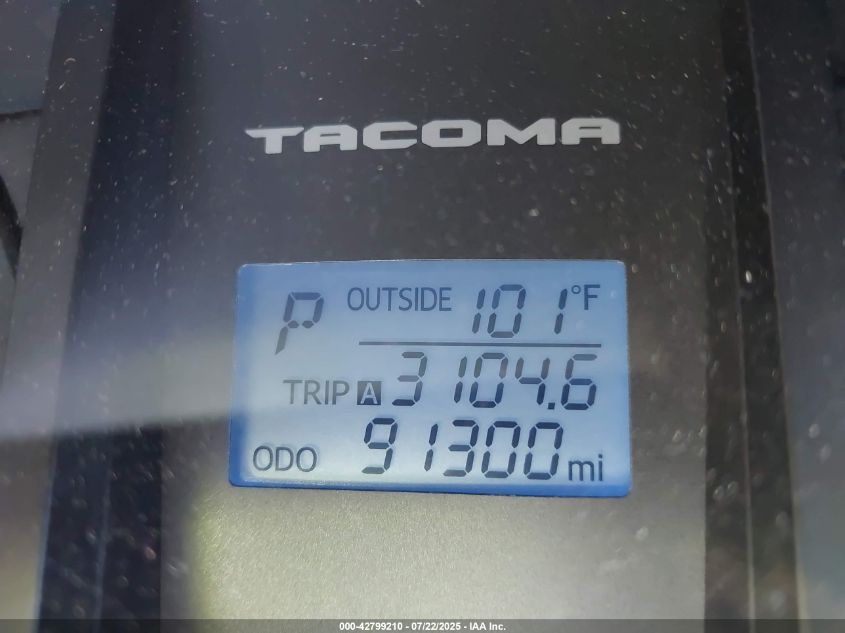 TACOMA
P OUTSIDE 101°F
TRIP A 3104.6
ODO 91300 mi
000-42799210 - 07/22/2025 - IAA Inc.